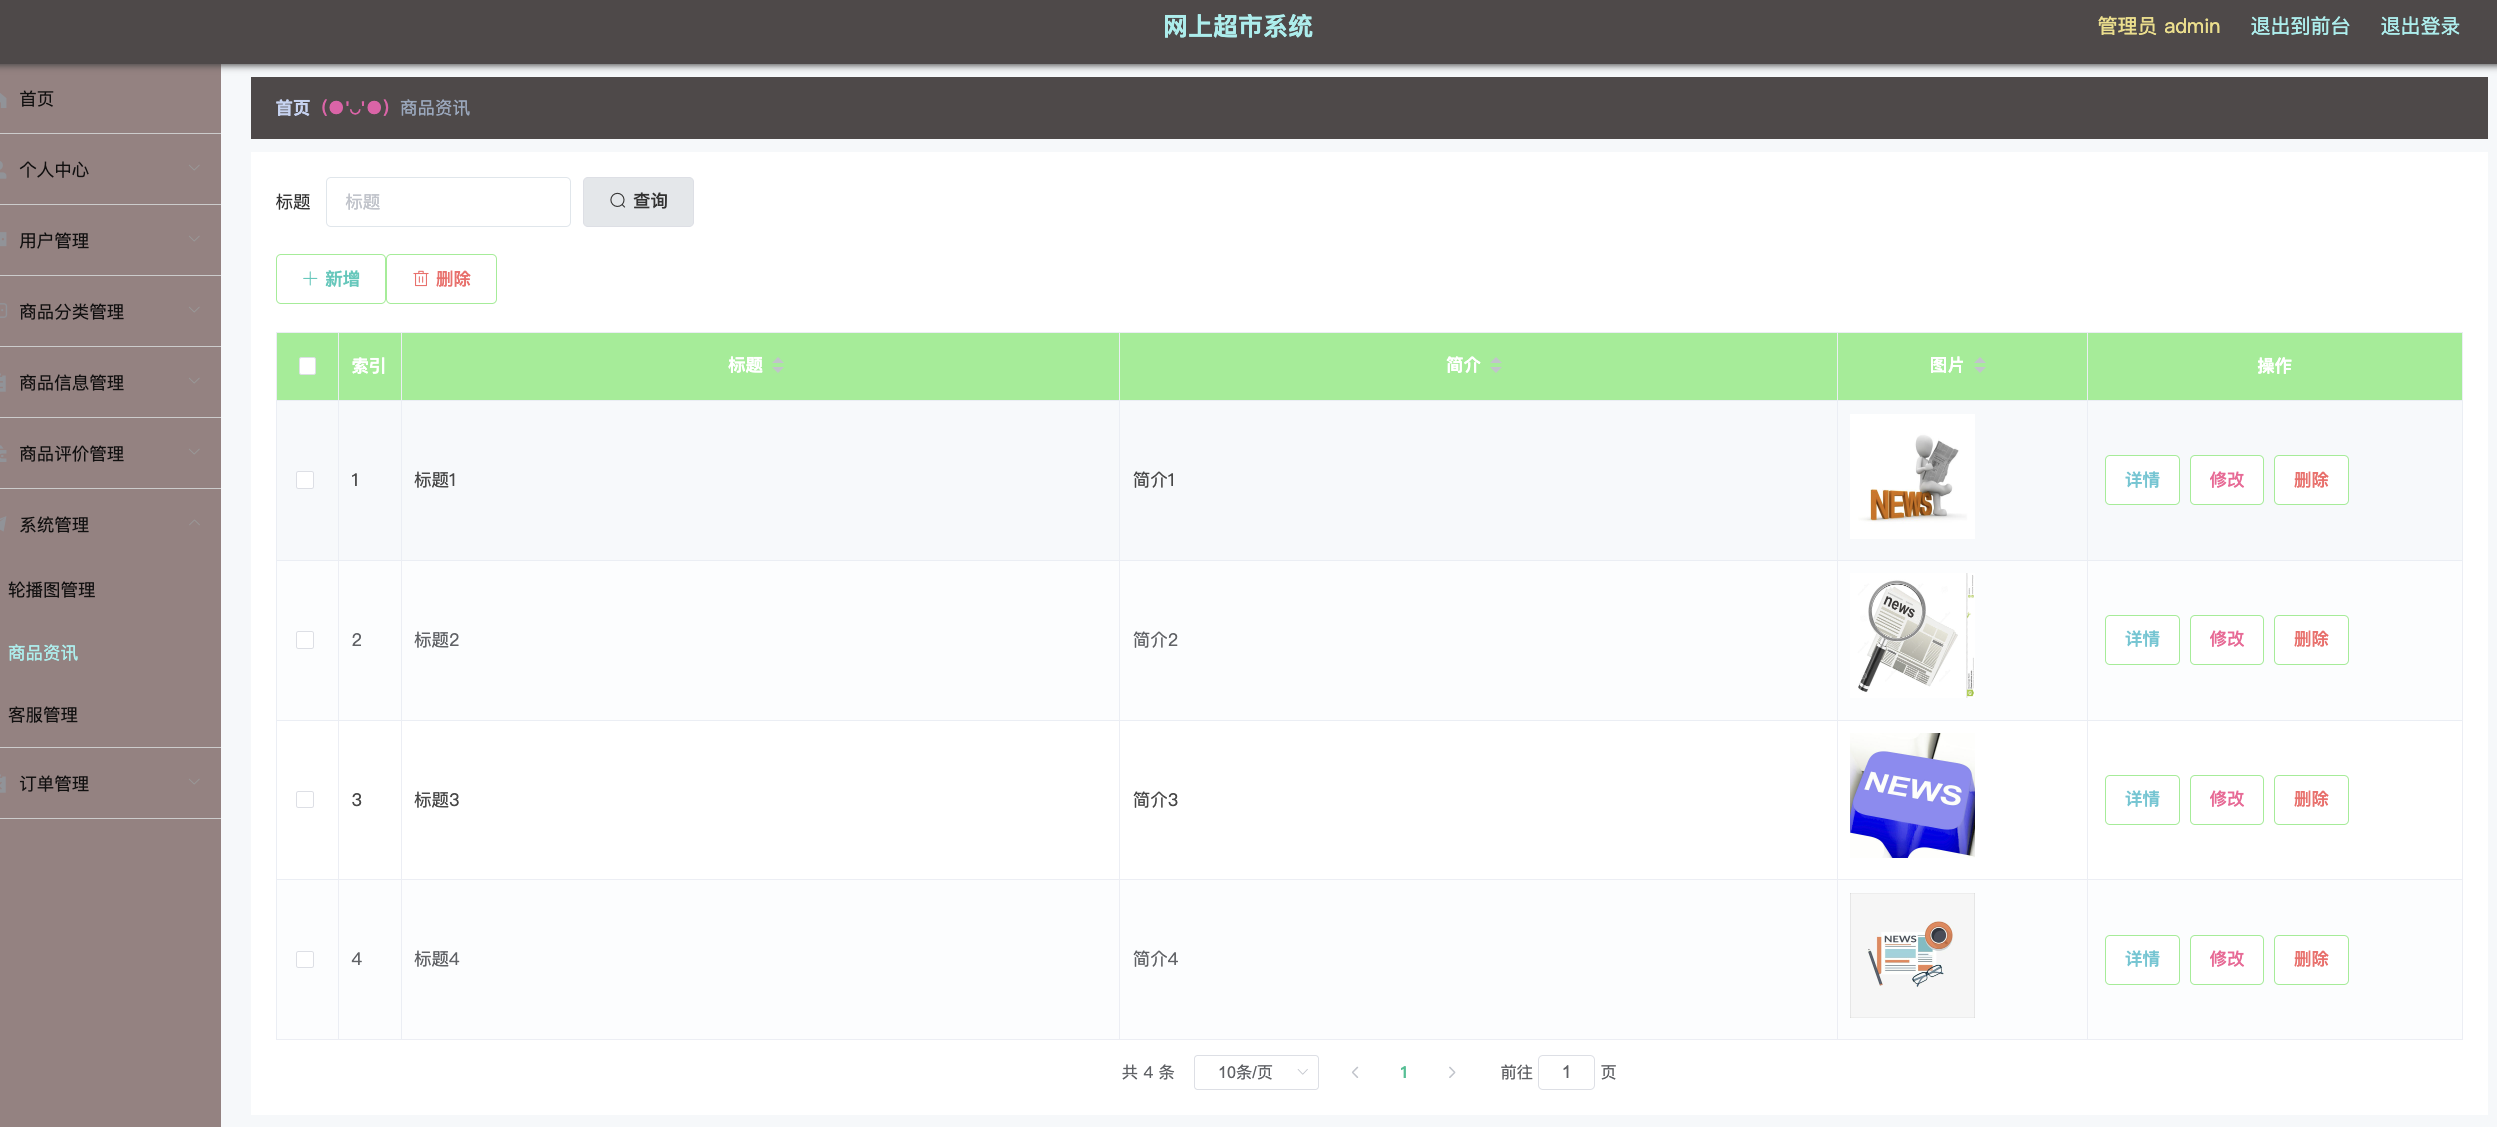 网上超市系统
管理员 admin 退出到前台 退出登录
首页
个人中心
用户管理
商品分类管理
商品信息管理
商品评价管理
系统管理
轮播图管理
商品资讯
客服管理
订单管理
首页 (●'◡'●) 商品资讯
标题 标题 查询
新增 删除
索引 标题 简介 图片 操作
1 标题1 简介1 NEWS 详情 修改 删除
2 标题2 简介2 news 详情 修改 删除
3 标题3 简介3 NEWS 详情 修改 删除
4 标题4 简介4 NEWS 详情 修改 删除
共 4 条 10条/页 1 前往 1 页